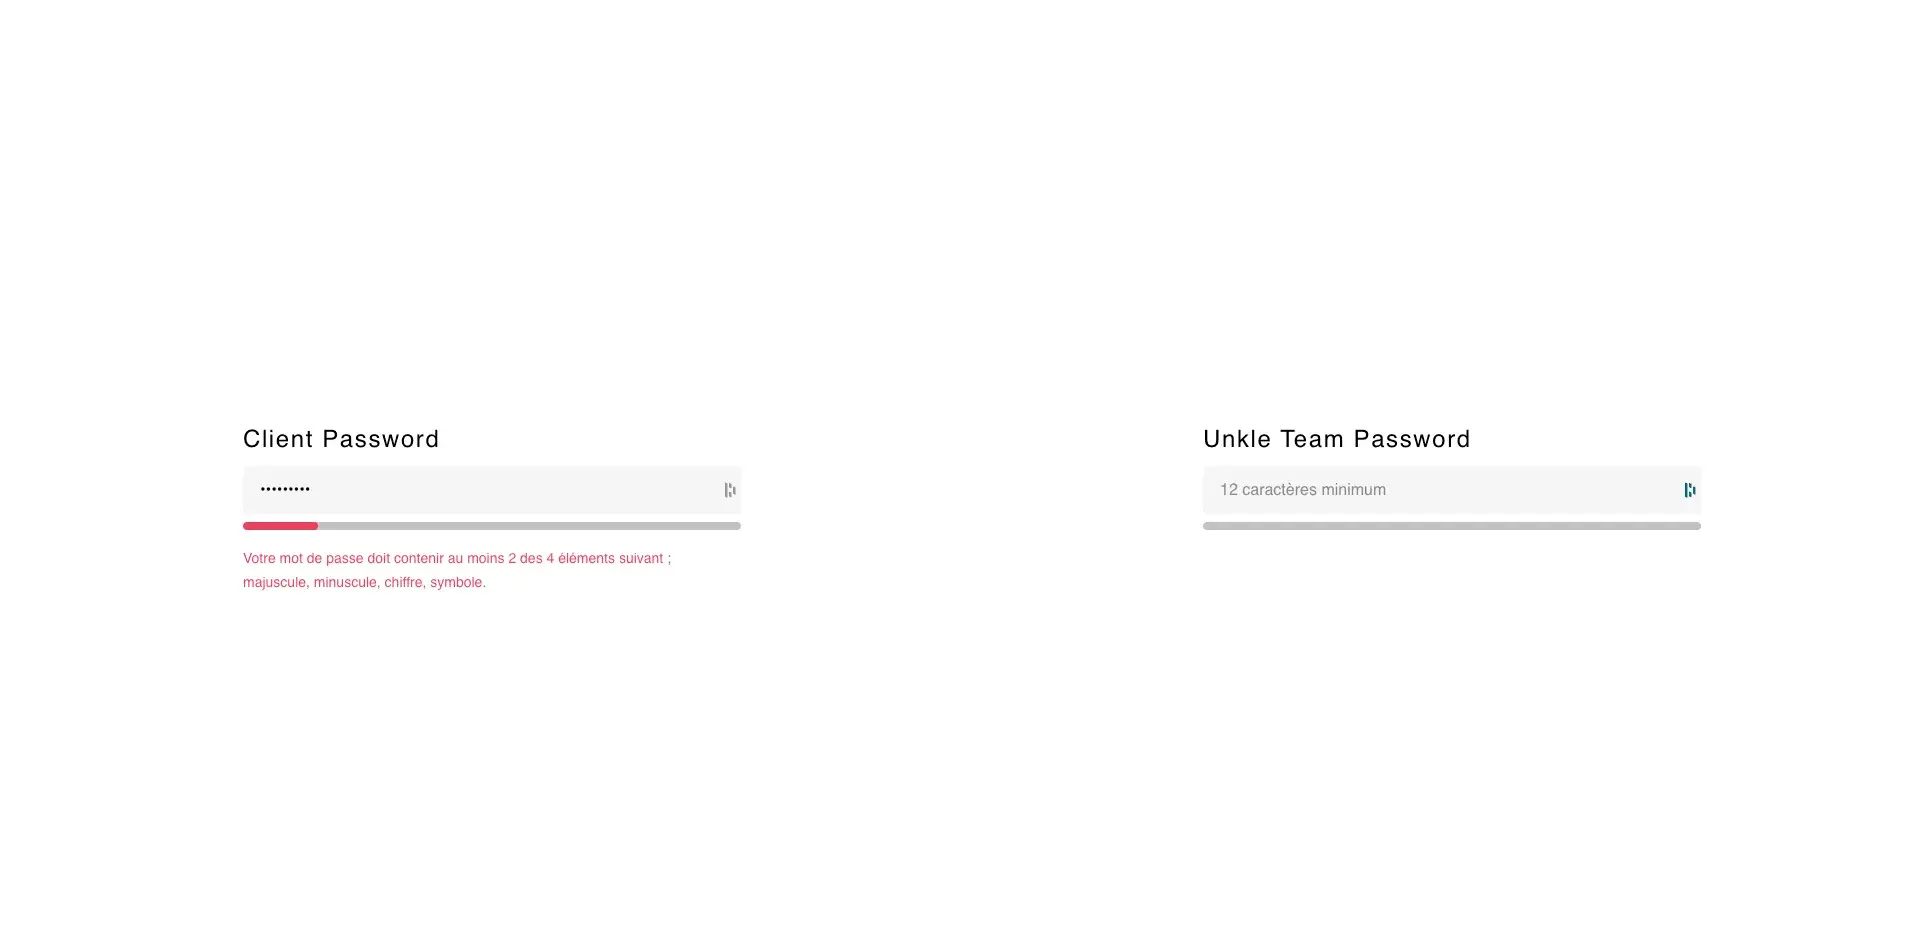 Client Password
•••••••••
Votre mot de passe doit contenir au moins 2 des 4 éléments suivant ;
majuscule, minuscule, chiffre, symbole.
Unkle Team Password
12 caractères minimum